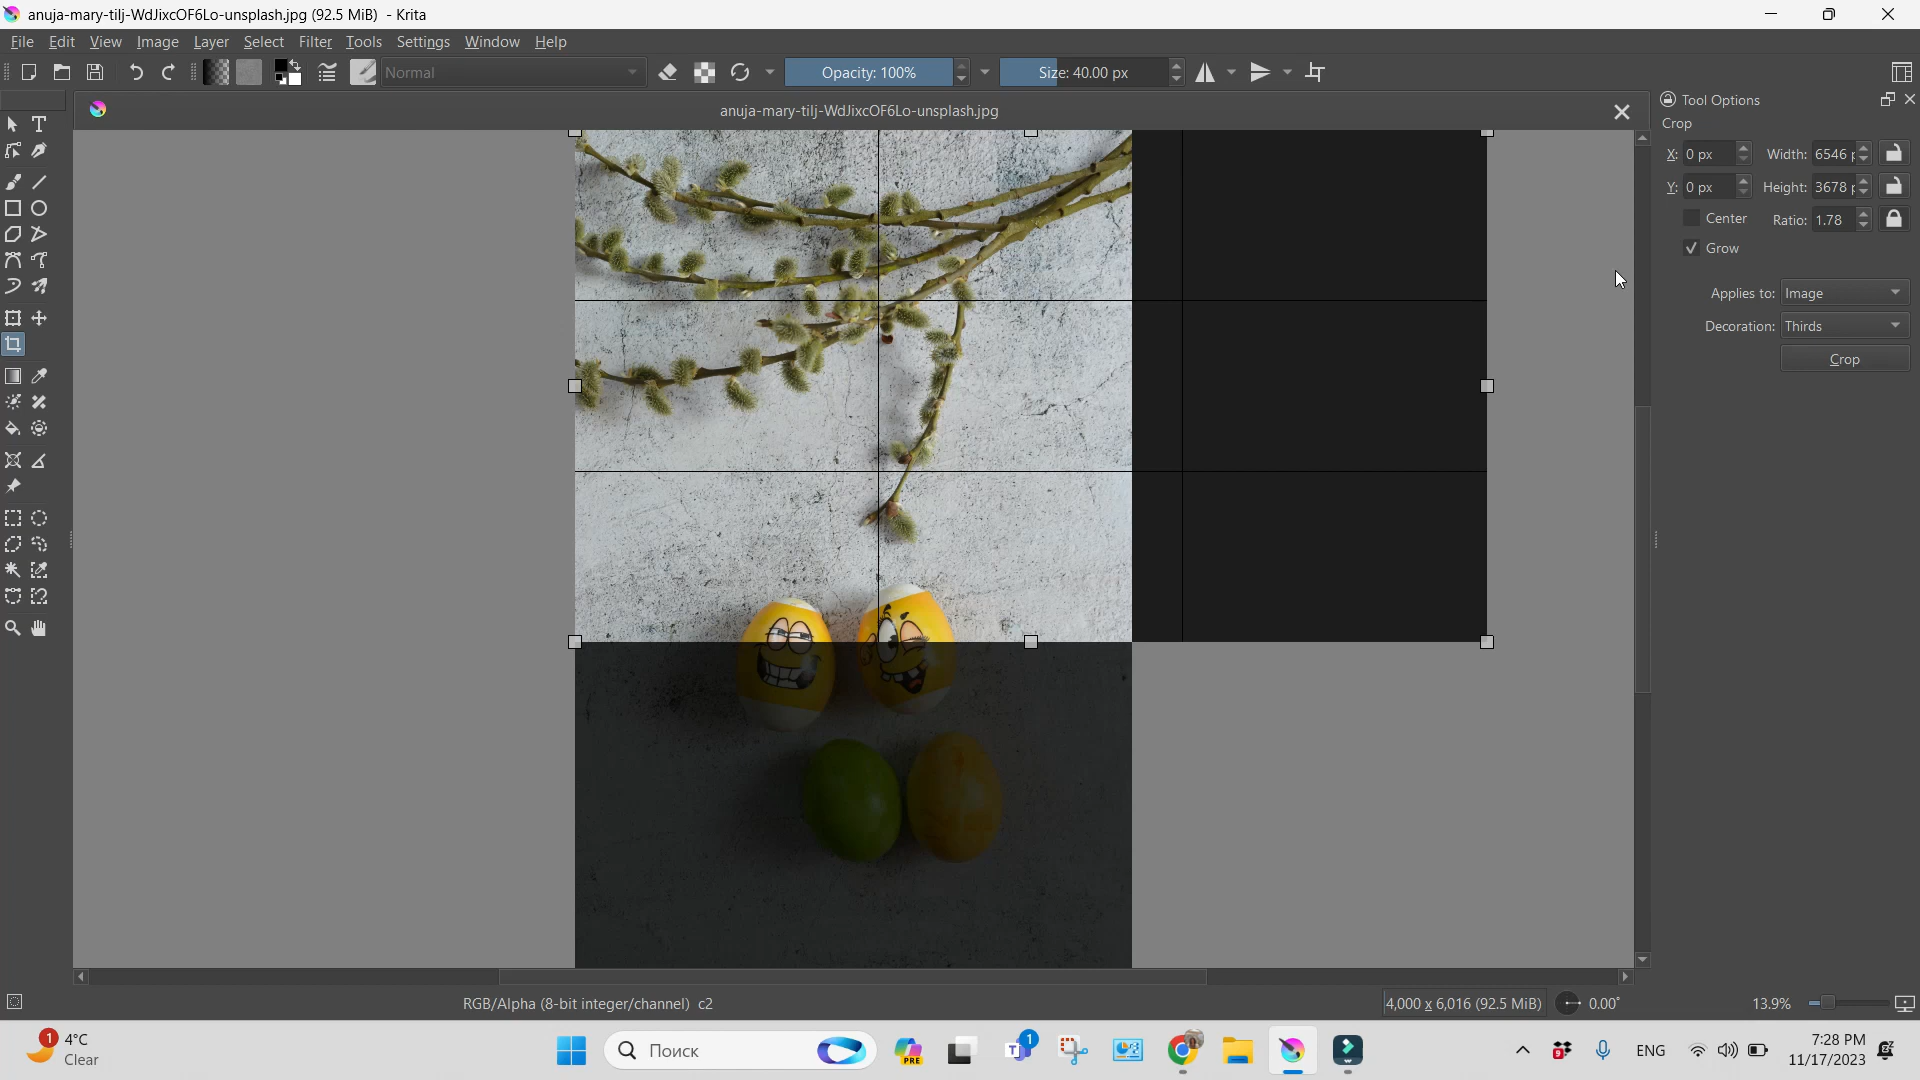 anuja-mary-tilj-WdJixcOF6Lo-unsplash.jpg (92.5 MiB) - Krita
File Edit View Image Layer Select Filter Tools Settings Window Help
Normal Opacity: 100% Size: 40.00 px
anuja-mary-tilj-WdJixcOF6Lo-unsplash.jpg
Tool Options
Crop
X: 0 px Width: 6546
Y: 0 px Height: 3678
Center Ratio: 1.78
Grow
Applies to: Image
Decoration: Thirds
Crop
RGB/Alpha (8-bit integer/channel) c2
4,000 x 6,016 (92.5 MiB) 0.00° 13.9%
1 4°C
Clear
Поиск
PRE
1
9
ENG
7:28 PM
11/17/2023